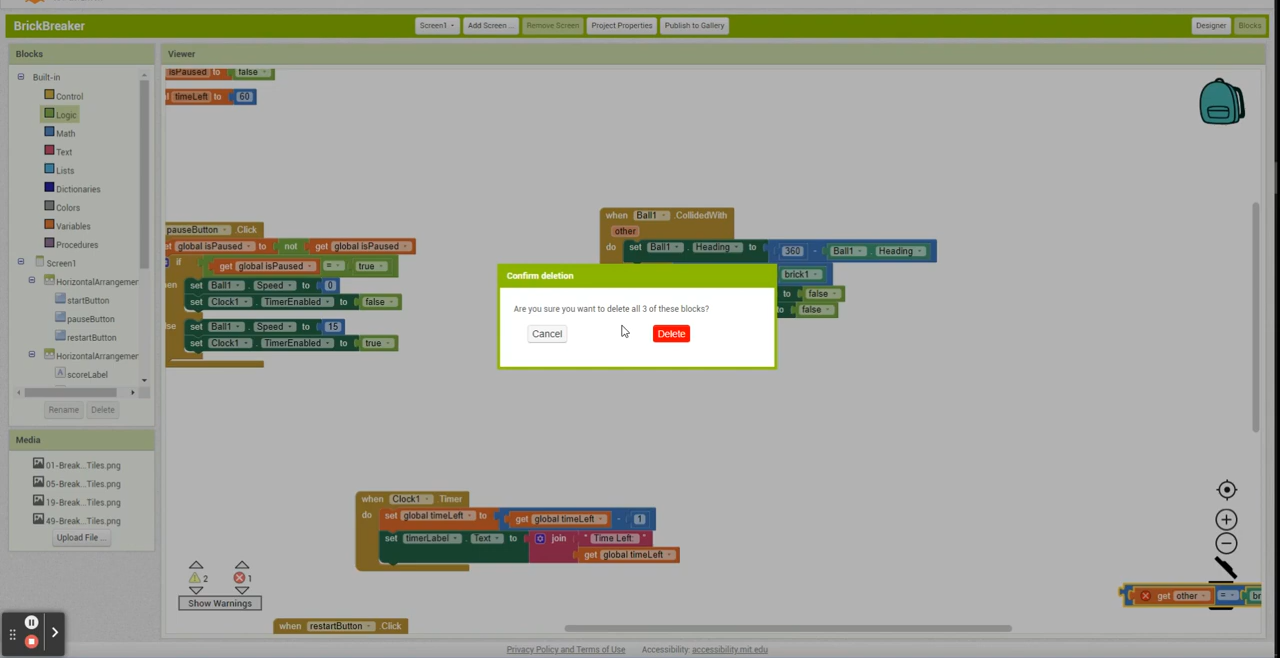 BrickBreaker
Screen1
Add Screen ...
Remove Screen
Project Properties
Publish to Gallery
Designer
Blocks
Blocks
Viewer
Built-in
Control
Logic
Math
Text
Lists
Dictionaries
Colors
Variables
Procedures
Screen1
HorizontalArrangemer
startButton
pauseButton
restartButton
HorizontalArrangemer
scoreLabel
Rename
Delete
Media
01-Break...Tiles.png
05-Break...Tiles.png
19-Break...Tiles.png
49-Break...Tiles.png
Upload File ...
isPaused to false
timeLeft to 60
pauseButton .Click
global isPaused to not get global isPaused
if get global isPaused = true
set Ball1 . Speed to 0
set Clock1 . TimerEnabled to false
set Ball1 . Speed to 15
set Clock1 . TimerEnabled to true
when Ball1 .CollidedWith
other
do set Ball1 . Heading to 360 - Ball1 . Heading
brick1
to false
to false
Confirm deletion
Are you sure you want to delete all 3 of these blocks?
Cancel
Delete
when Clock1 .Timer
do set global timeLeft to get global timeLeft - 1
set timerLabel . Text to join " Time Left: "
get global timeLeft
when restartButton .Click
get other = br
2
1
Show Warnings
Privacy Policy and Terms of Use
Accessibility: accessibility.mit.edu